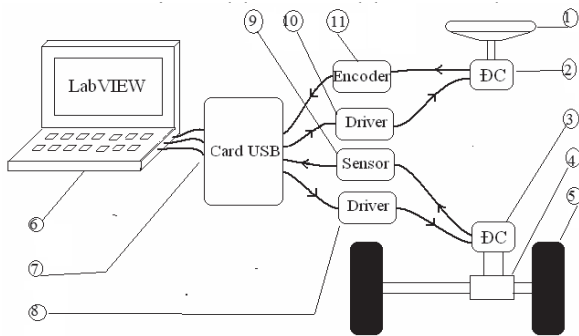 9
10
11
1
LabVIEW
Encoder
ĐC
2
Driver
Card USB
Sensor
3
4
Driver
6
ĐC
5
7
8